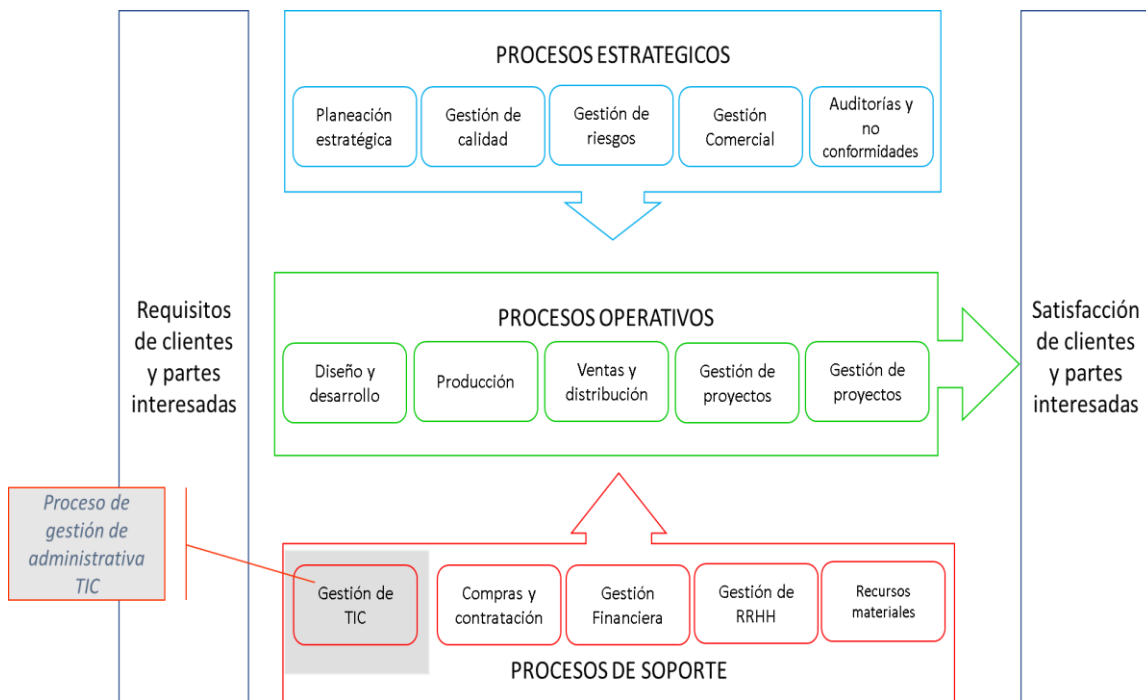 PROCESOS ESTRATEGICOS
Planeación
estratégica
Gestión de
calidad
Gestión de
riesgos
Gestión
Comercial
Auditorías y
no
conformidades
Requisitos
de clientes
y partes
interesadas
PROCESOS OPERATIVOS
Diseño y
desarrollo
Producción
Ventas y
distribución
Gestión de
proyectos
Gestión de
proyectos
Satisfacción
de clientes
y partes
interesadas
Proceso de
gestión de
administrativa
TIC
Gestión de
TIC
Compras y
contratación
Gestión
Financiera
Gestión de
RRHH
Recursos
materiales
PROCESOS DE SOPORTE